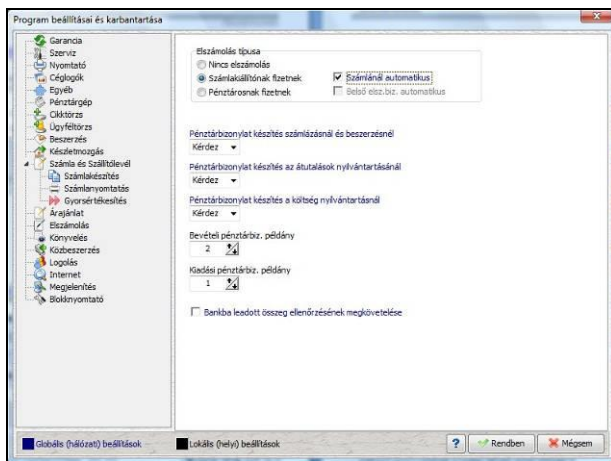 Program beállításai és karbantartása
Garancia
Szerviz
Nyomtató
Céglogók
Egyéb
Pénztárgép
Cikktörzs
Ügyféltörzs
Beszerzés
Készletmozgás
Számla és Szállítólevél
Számlakészítés
Számlanyomtatás
Gyorsértékesítés
Árajánlat
Elszámolás
Könyvelés
Közbeszerzés
Logolás
Internet
Megjelenítés
Blokknyomtató
Elszámolás típusa
Nincs elszámolás
Számlakiállítónak fizetnek
Számlánál automatikus
Pénztárosnak fizetnek
Belső elsz.biz. automatikus
Pénztárbizonylat készítés számlázásnál és beszerzésnél
Kérdez
Pénztárbizonylat készítés az átutalások nyilvántartásánál
Kérdez
Pénztárbizonylat készítés a költség nyilvántartásnál
Kérdez
Bevételi pénztárbiz. példány
2
Kiadási pénztárbiz. példány
1
Bankba leadott összeg ellenőrzésének megkövetelése
Globális (hálózati) beállítások
Lokális (helyi) beállítások
?
Rendben
Mégsem